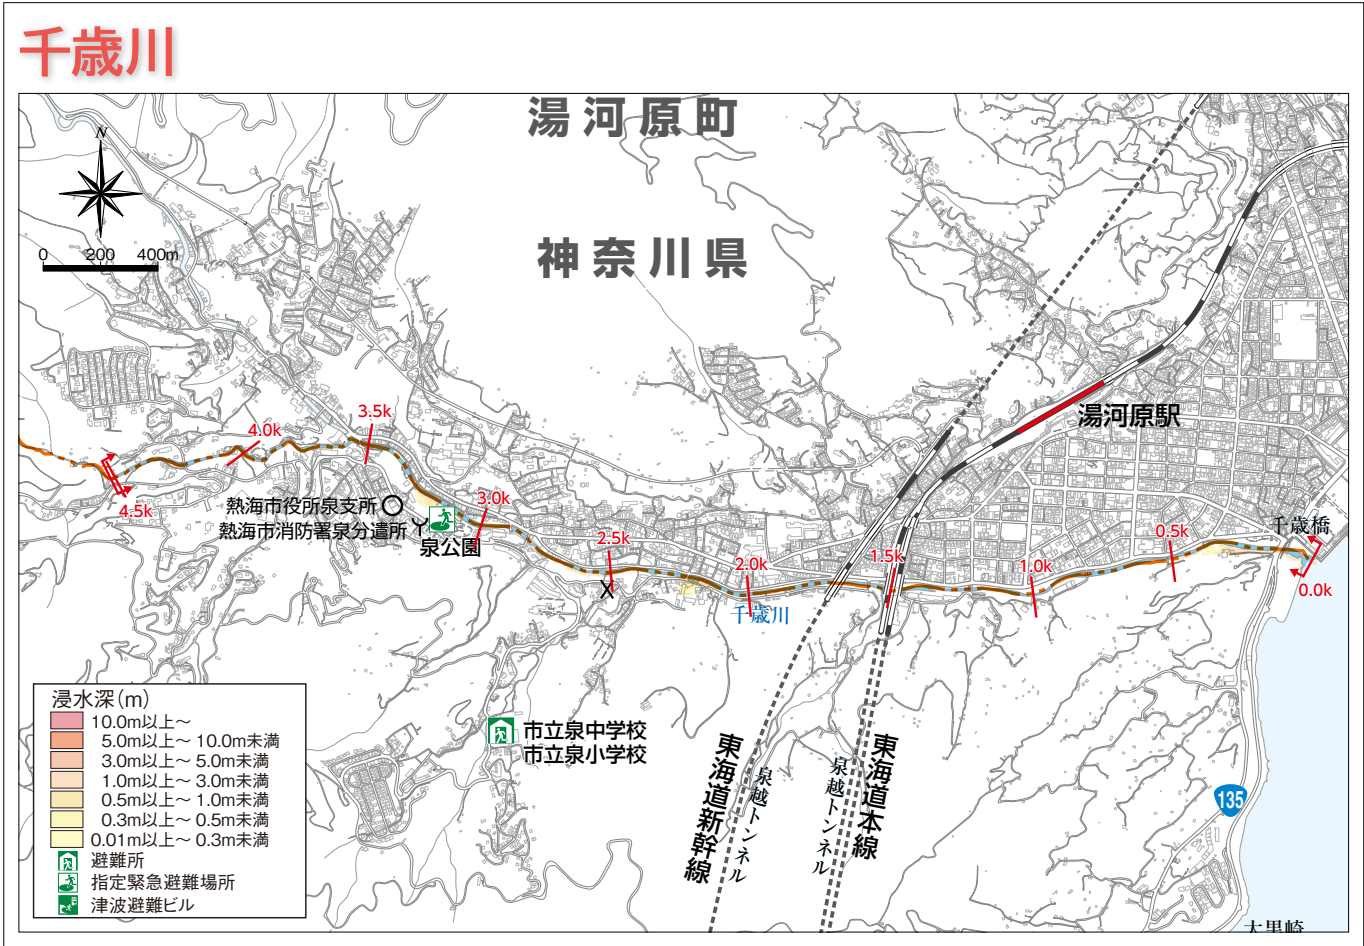 千歳川
湯河原町
N
0 200 400m
神奈川県
湯河原駅
3.5k
4.0k
4.5k
熱海市役所泉支所
熱海市消防署泉分遣所
泉公園
3.0k
2.5k
2.0k
千歳川
1.5k
1.0k
0.5k
千歳橋
0.0k
浸水深(m)
10.0m以上~
5.0m以上~10.0m未満
3.0m以上~5.0m未満
1.0m以上~3.0m未満
0.5m以上~1.0m未満
0.3m以上~0.5m未満
0.01m以上~0.3m未満
避難所
指定緊急避難場所
津波避難ビル
市立泉中学校
市立泉小学校
東海道新幹線
泉越トンネル
泉越トンネル
東海道本線
135
大黒崎